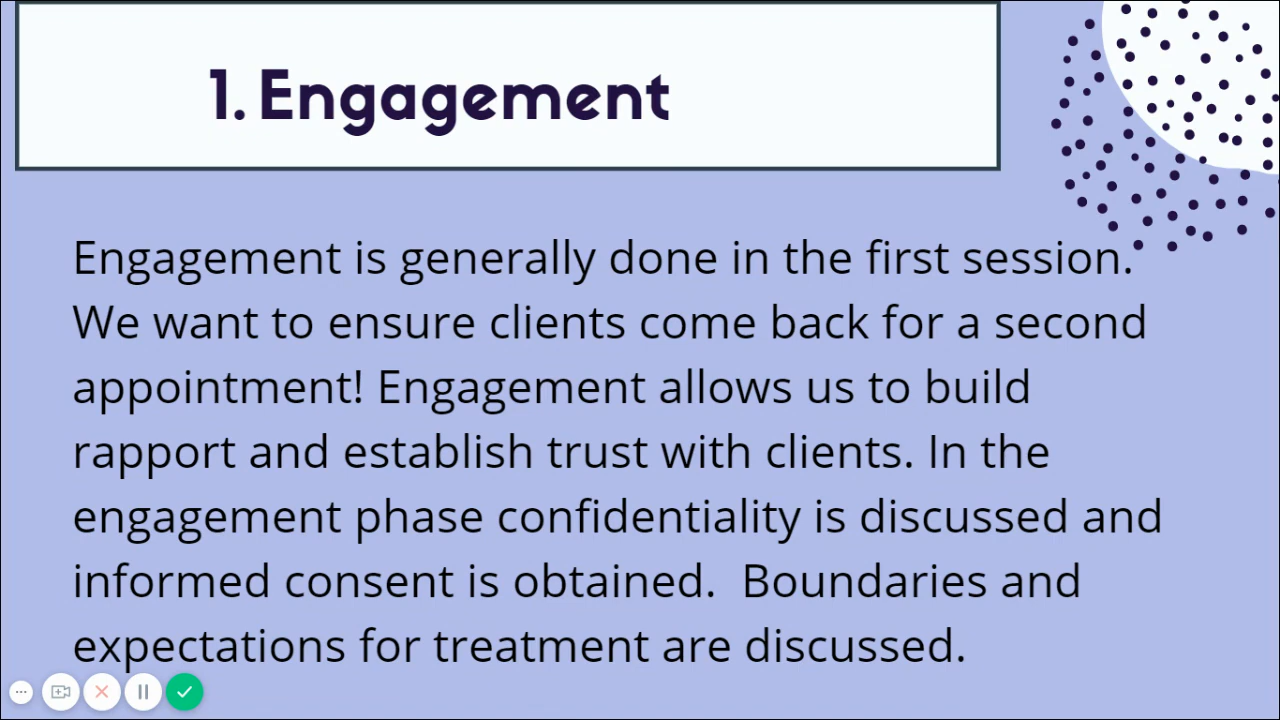 1. Engagement
Engagement is generally done in the first session.
We want to ensure clients come back for a second
appointment! Engagement allows us to build
rapport and establish trust with clients. In the
engagement phase confidentiality is discussed and
informed consent is obtained.  Boundaries and
expectations for treatment are discussed.